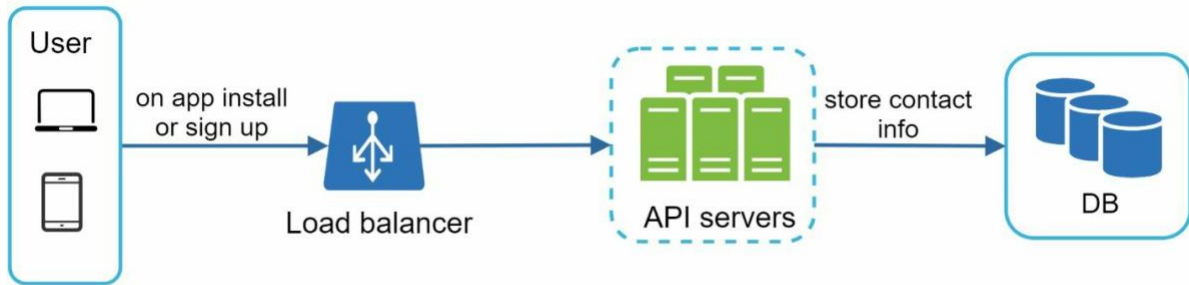 User
on app install
or sign up
Load balancer
API servers
store contact
info
DB